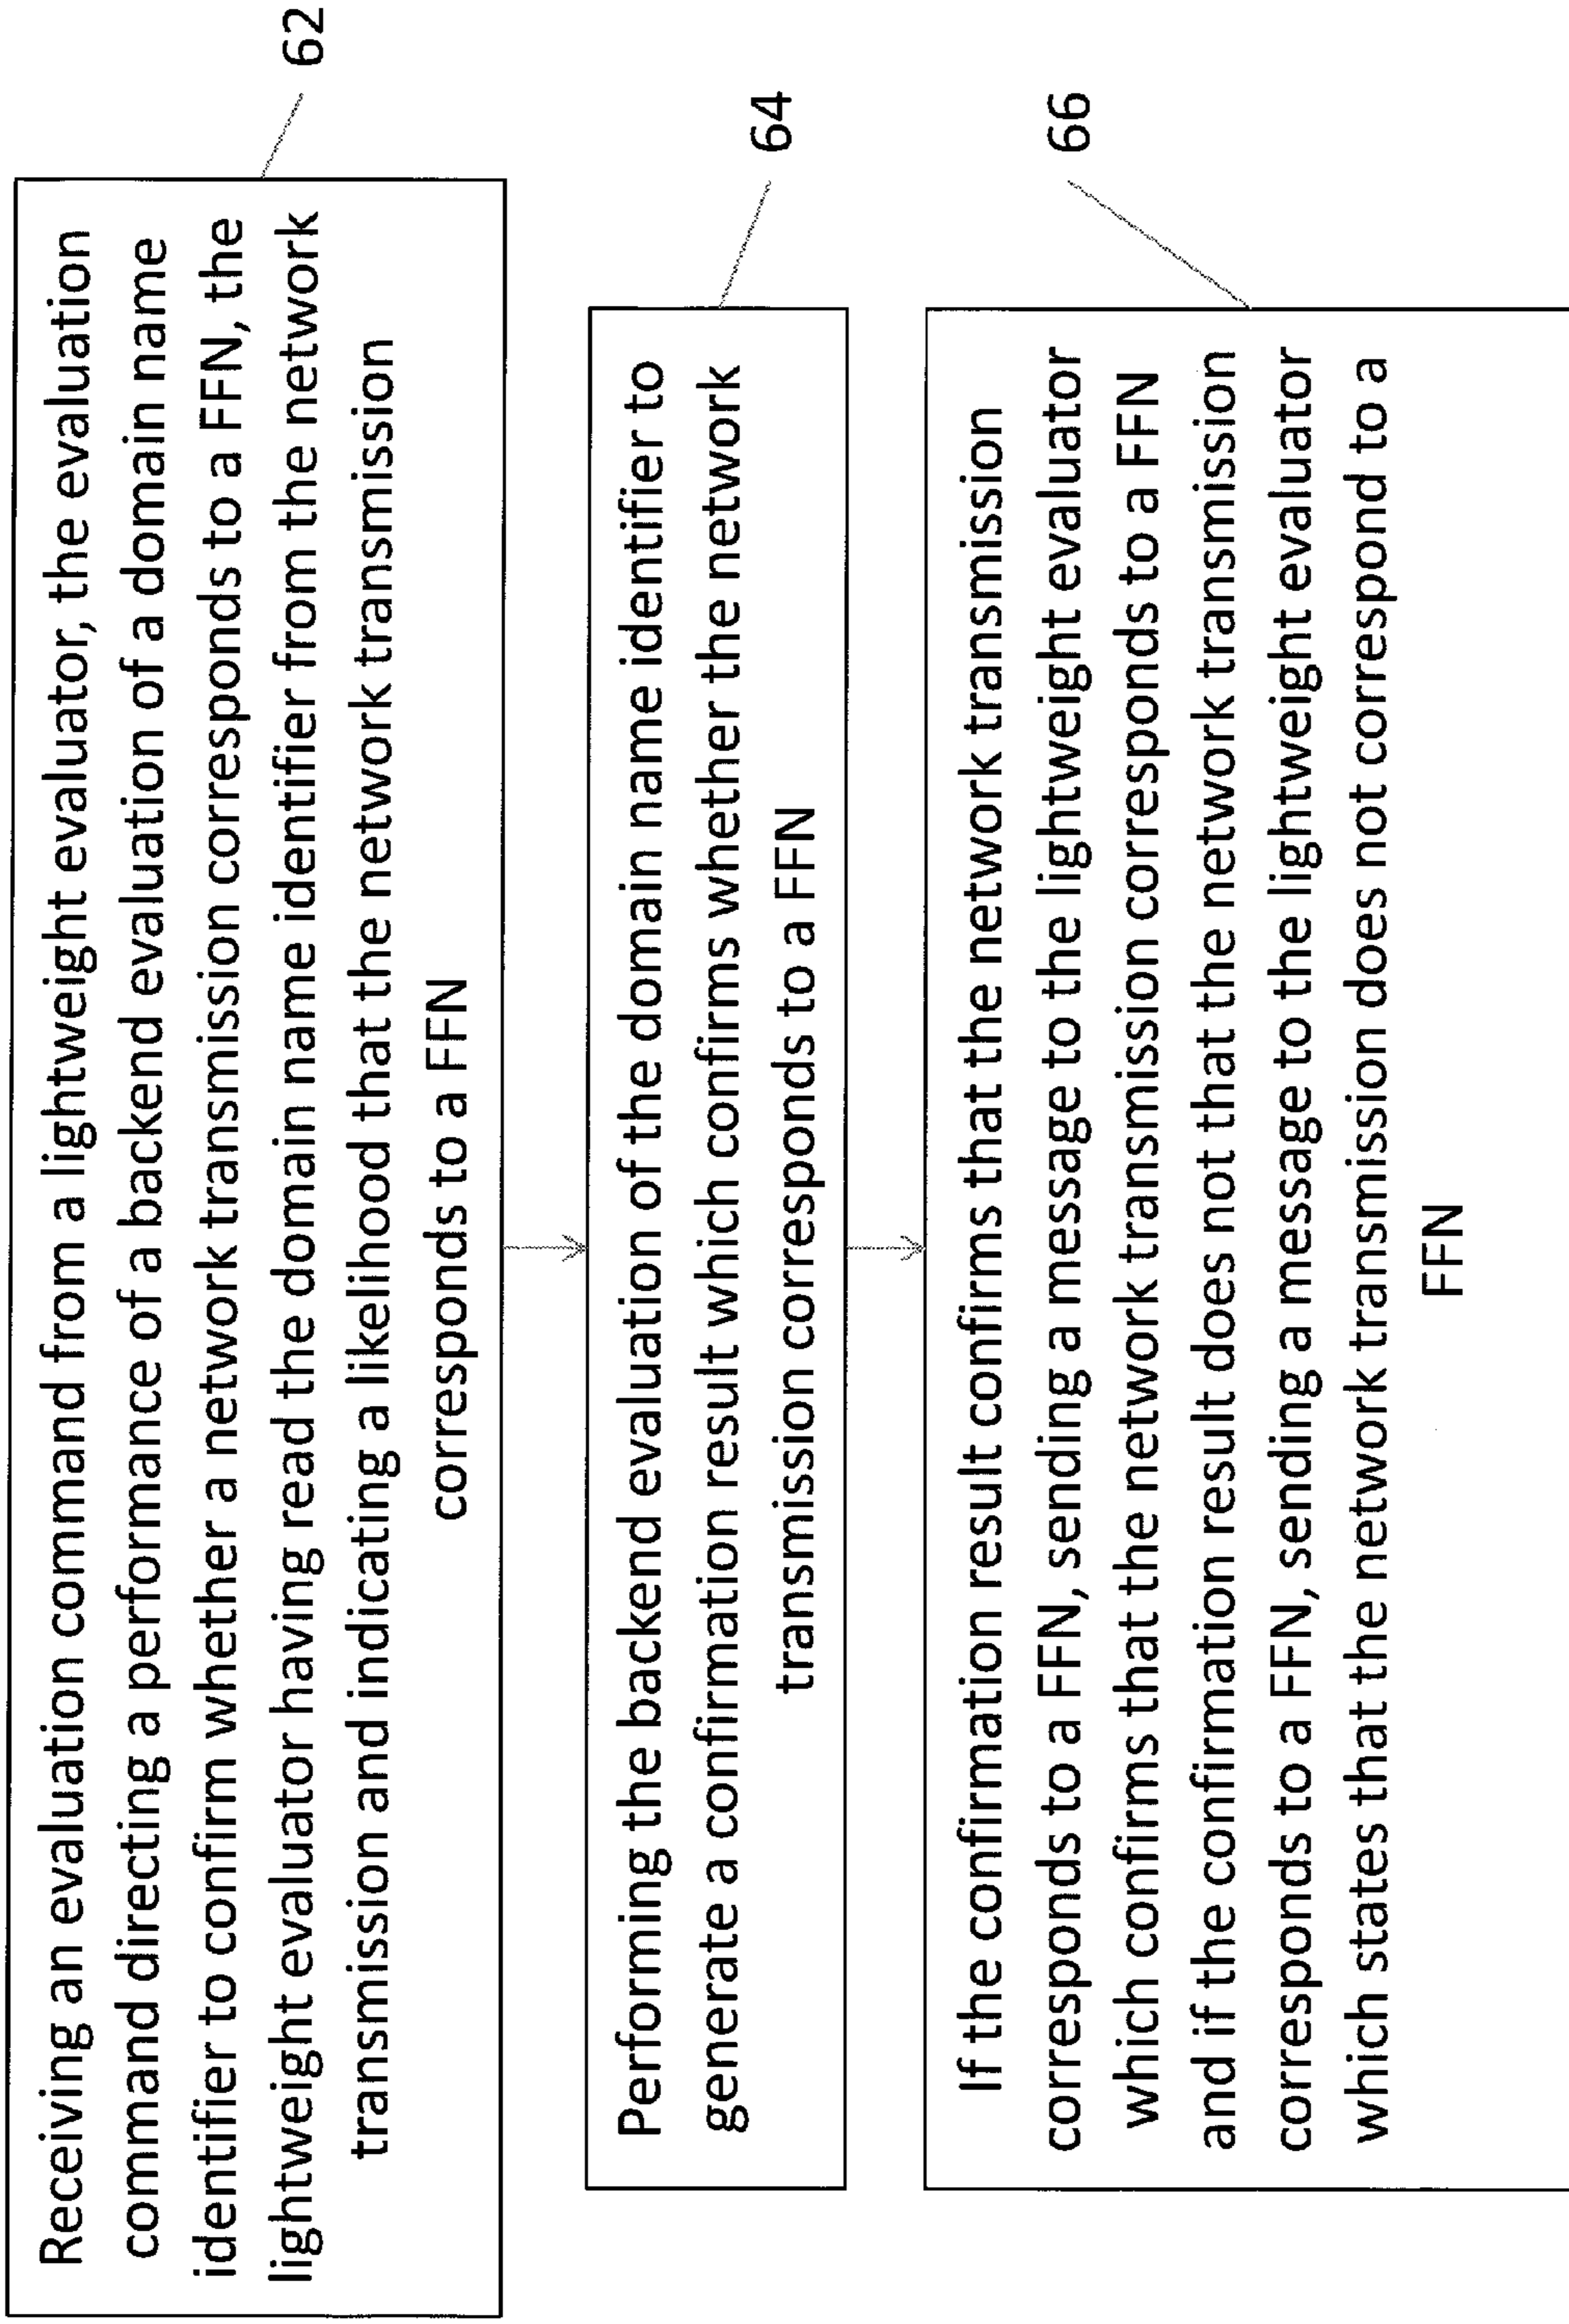 Receiving an evaluation command from a lightweight evaluator, the evaluation
command directing a performance of a backend evaluation of a domain name
identifier to confirm whether a network transmission corresponds to a FFN, the
lightweight evaluator having read the domain name identifier from the network
transmission and indicating a likelihood that the network transmission
corresponds to a FFN
62
Performing the backend evaluation of the domain name identifier to
generate a confirmation result which confirms whether the network
transmission corresponds to a FFN
64
If the confirmation result confirms that the network transmission
corresponds to a FFN, sending a message to the lightweight evaluator
which confirms that the network transmission corresponds to a FFN
and if the confirmation result does not that the network transmission
corresponds to a FFN, sending a message to the lightweight evaluator
which states that the network transmission does not correspond to a
FFN
66